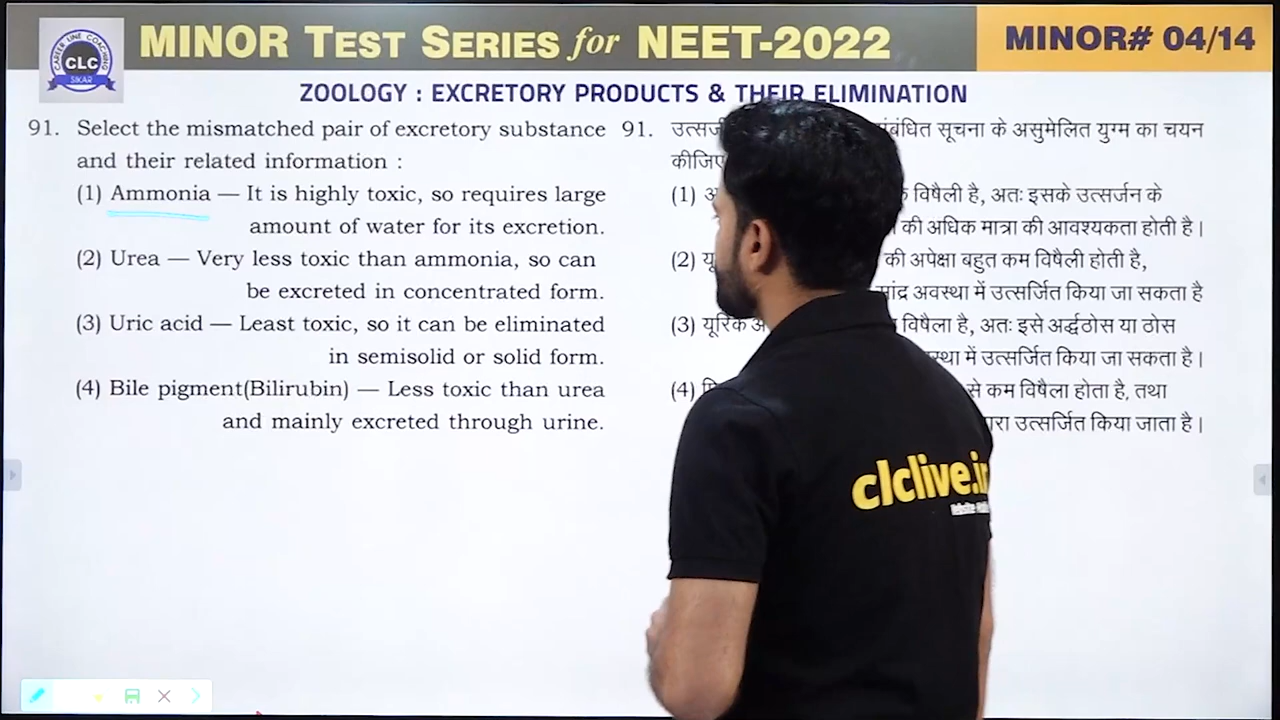 CAREER LINE COACHING
CLC
SIKAR
MINOR TEST SERIES for NEET-2022
MINOR# 04/14
ZOOLOGY : EXCRETORY PRODUCTS & THEIR ELIMINATION
91. Select the mismatched pair of excretory substance
and their related information :
(1) Ammonia — It is highly toxic, so requires large
amount of water for its excretion.
(2) Urea — Very less toxic than ammonia, so can
be excreted in concentrated form.
(3) Uric acid — Least toxic, so it can be eliminated
in semisolid or solid form.
(4) Bile pigment(Bilirubin) — Less toxic than urea
and mainly excreted through urine.
91. सूचना के असुमेलित युग्म का चयन
कीजिए
(1) विषैली है, अतः इसके उत्सर्जन के
की अधिक मात्रा की आवश्यकता होती है।
(2) की अपेक्षा बहुत कम विषैली होती है,
अवस्था में उत्सर्जित किया जा सकता है
(3) यूरिक विषैला है, अतः इसे अर्द्धठोस या ठोस
में उत्सर्जित किया जा सकता है।
(4) से कम विषैला होता है, तथा
उत्सर्जित किया जाता है।
clclive.in